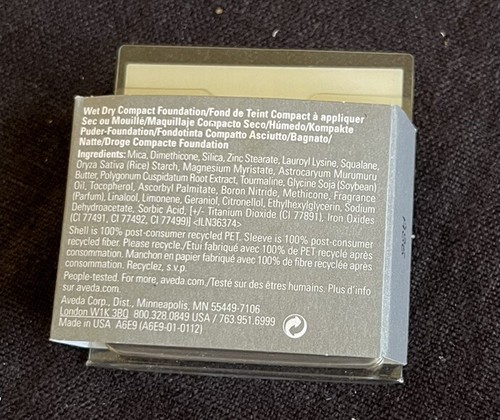 Wet Dry Compact Foundation/Fond de Teint Compact à appliquer
Sec ou Mouillé/Maquillaje Compacto Seco/Húmedo/Kompakte
Puder-Foundation/Fondotinta Compatto Asciutto/Bagnato/
Natte/Droge Compacte Foundation
Ingredients: Mica, Dimethicone, Silica, Zinc Stearate, Lauroyl Lysine, Squalane,
Oryza Sativa (Rice) Starch, Magnesium Myristate, Astrocaryum Murumuru
Butter, Polygonum Cuspidatum Root Extract, Tourmaline, Glycine Soja (Soybean)
Oil, Tocopherol, Ascorbyl Palmitate, Boron Nitride, Methicone, Fragrance
(Parfum), Linalool, Limonene, Geraniol, Citronellol, Ethylhexylglycerin, Sodium
Dehydroacetate, Sorbic Acid, [+/- Titanium Dioxide (CI 77891), Iron Oxides
(CI 77491, CI 77492, CI 77499)] <ILN36374>
Shell is 100% post-consumer recycled PET. Sleeve is 100% post-consumer
recycled fiber. Please recycle./Etui fabriqué avec 100% de PET recyclé après
consommation. Manchon en papier fabriqué avec 100% de fibre recyclée après
consommation. Recyclez, s.v.p.
People-tested. For more, aveda.com./Testé sur des êtres humains. Plus d'info
sur aveda.com.
Aveda Corp., Dist., Minneapolis, MN 55449-7106
London W1K 3BQ 800.328.0849 USA / 763.951.6999
Made in USA A6E9 (A6E9-01-0112)